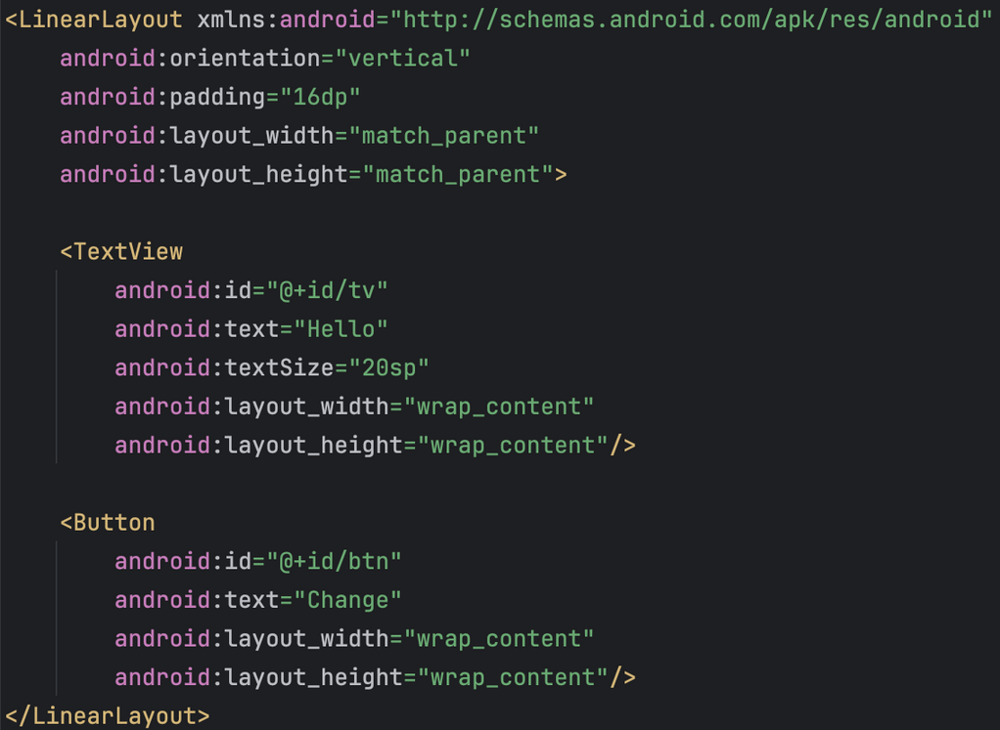 <LinearLayout xmlns:android="http://schemas.android.com/apk/res/android"
    android:orientation="vertical"
    android:padding="16dp"
    android:layout_width="match_parent"
    android:layout_height="match_parent">

    <TextView
        android:id="@+id/tv"
        android:text="Hello"
        android:textSize="20sp"
        android:layout_width="wrap_content"
        android:layout_height="wrap_content"/>

    <Button
        android:id="@+id/btn"
        android:text="Change"
        android:layout_width="wrap_content"
        android:layout_height="wrap_content"/>
</LinearLayout>